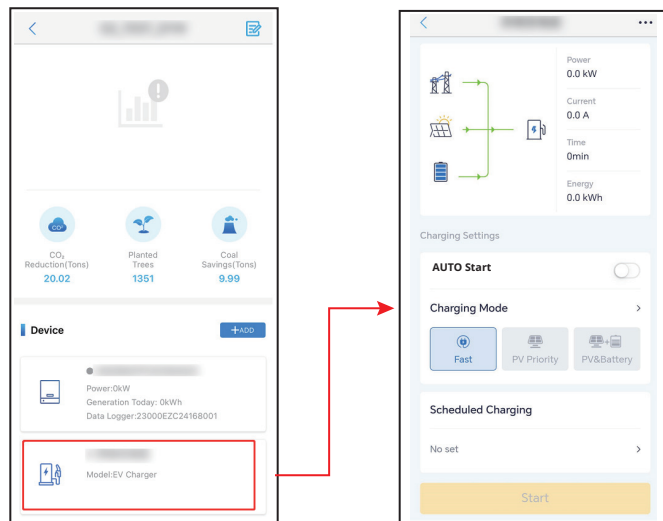 CO₂
Reduction(Tons)
20.02
Planted
Trees
1351
Coal
Savings(Tons)
9.99
Device
+ADD
Power:0kW
Generation Today: 0kWh
Data Logger:23000EZC24168001
Model:EV Charger
Power
0.0 kW
Current
0.0 A
Time
0min
Energy
0.0 kWh
Charging Settings
AUTO Start
Charging Mode
Fast
PV Priority
PV&Battery
Scheduled Charging
No set
Start